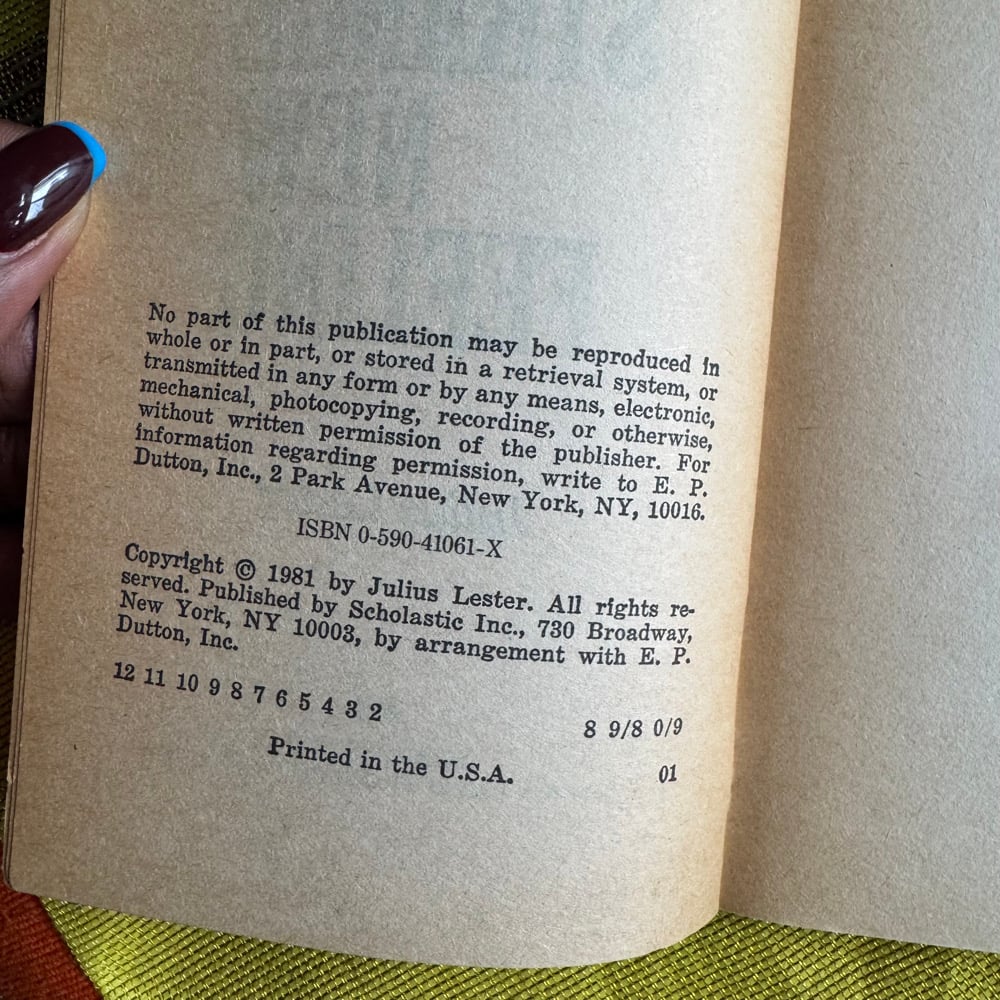 No part of this publication may be reproduced in
whole or in part, or stored in a retrieval system, or
transmitted in any form or by any means, electronic,
mechanical, photocopying, recording, or otherwise,
without written permission of the publisher. For
information regarding permission, write to E. P.
Dutton, Inc., 2 Park Avenue, New York, NY, 10016.
ISBN 0-590-41061-X
Copyright © 1981 by Julius Lester. All rights re-
served. Published by Scholastic Inc., 730 Broadway,
New York, NY 10003, by arrangement with E. P.
Dutton, Inc.
12 11 10 9 8 7 6 5 4 3 2
8 9/8 0/9
Printed in the U.S.A.
01